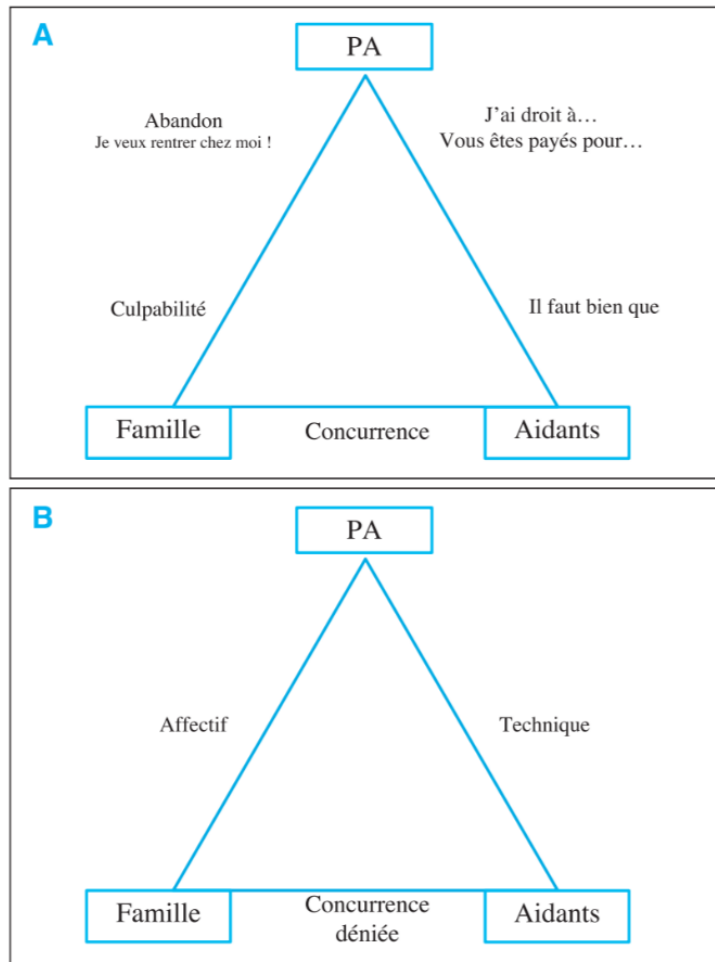 A
PA
Abandon
Je veux rentrer chez moi !
J’ai droit à…
Vous êtes payés pour…
Culpabilité
Il faut bien que
Famille
Concurrence
Aidants
B
PA
Affectif
Technique
Famille
Concurrence
déniée
Aidants